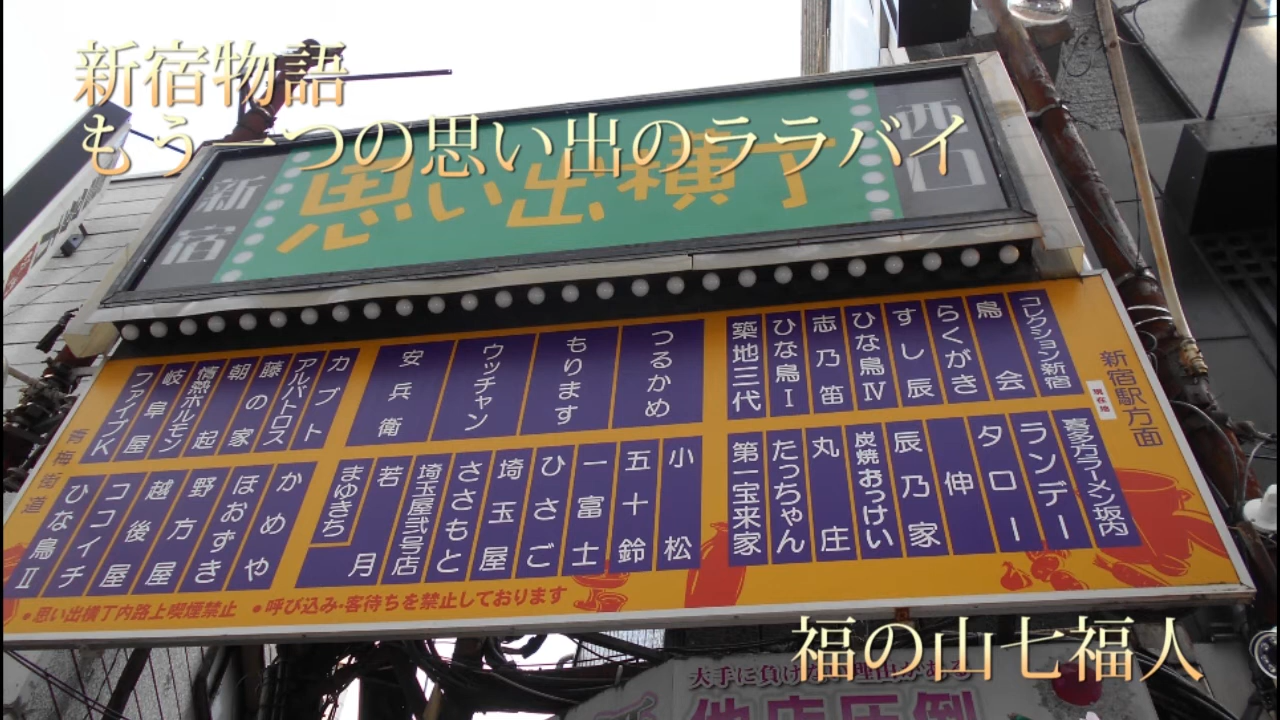 新宿物語
もう一つの思い出のララバイ
新宿
思い出横丁
西口
新宿駅方面
現在地
コレクション新宿
鳥会
らくがき
すし辰
ひな鳥Ⅳ
志乃笛
ひな鳥Ⅰ
築地三代
つるかめ
もります
ウッチャン
安兵衛
カブト
アルバトロス
藤の家
朝起
情熱ホルモン
岐阜屋
ファイブK
喜多方ラーメン坂内
ランデー
タロー
伸
辰乃家
炭焼おっけい
丸庄
たっちゃん
第一宝来家
小松
五十鈴
一富士
ひさご
埼玉屋
ささもと
埼玉屋弐号店
若月
まゆきち
かめや
ほおずき
野方屋
越後屋
ココイチ
ひな鳥Ⅱ
青梅街道
•思い出横丁内路上喫煙禁止 •呼び込み・客待ちを禁止しております
福の山七福人
他店圧倒